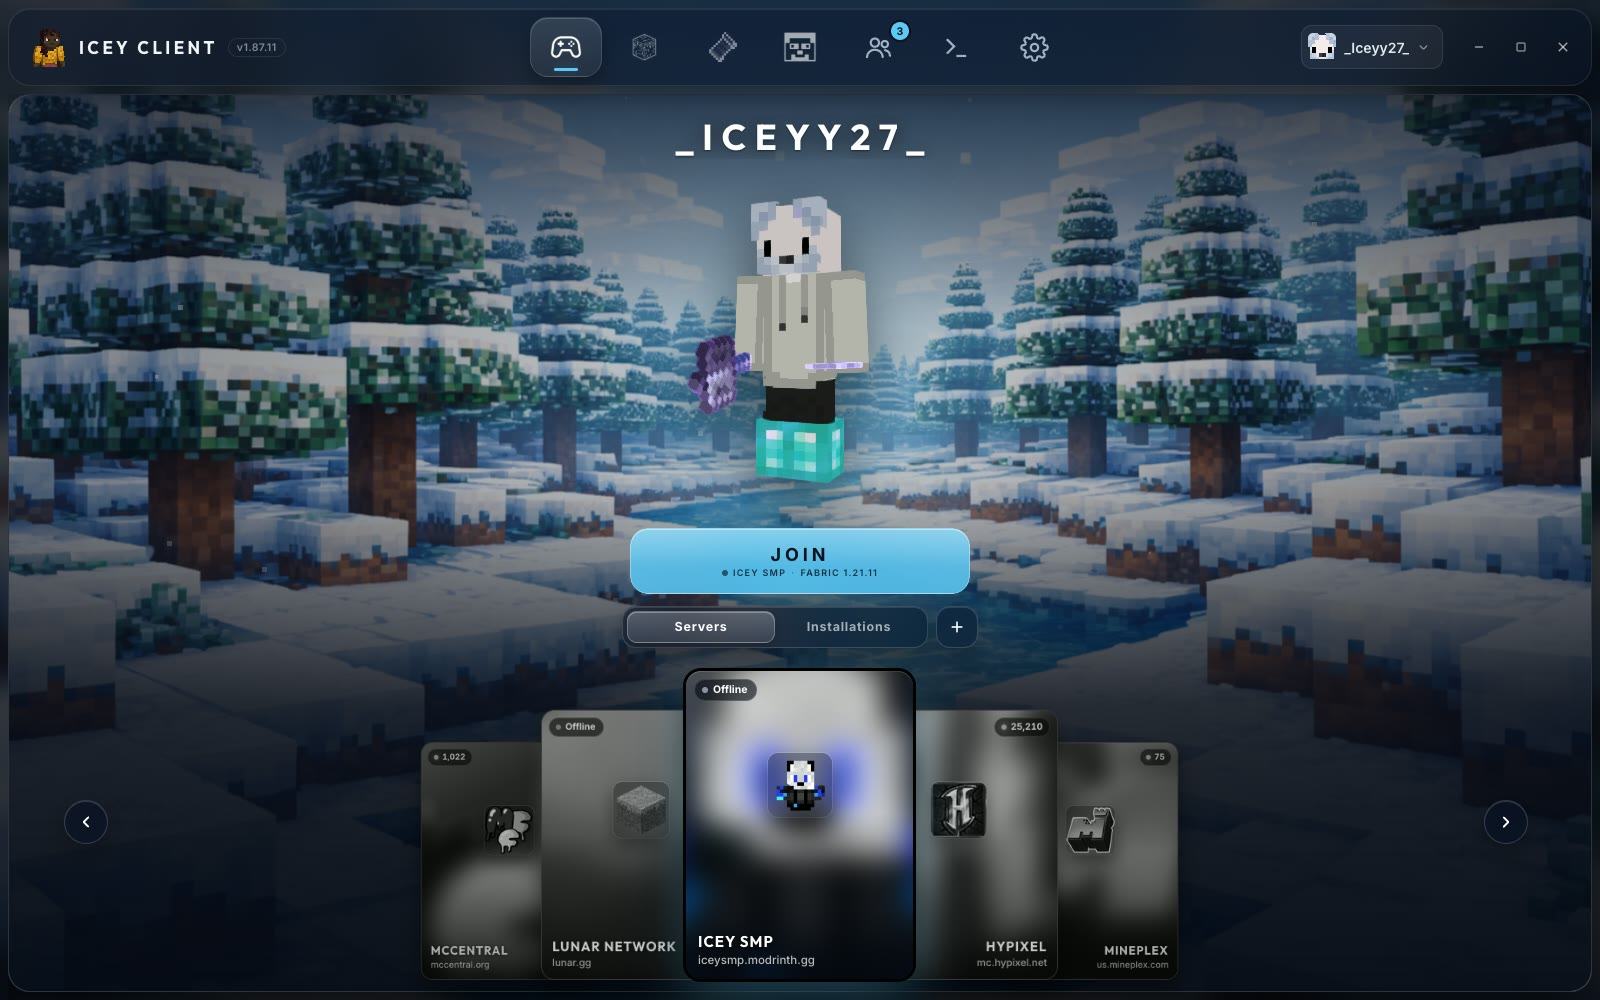 ICEY CLIENT
v1.87.11
3
_Iceyy27_
_ICEYY27_
JOIN
ICEY SMP · FABRIC 1.21.11
Servers
Installations
Offline
Offline
25,210
1,022
75
MCCENTRAL
mccentral.org
LUNAR NETWORK
lunar.gg
ICEY SMP
iceysmp.modrinth.gg
HYPIXEL
mc.hypixel.net
MINEPLEX
us.mineplex.com